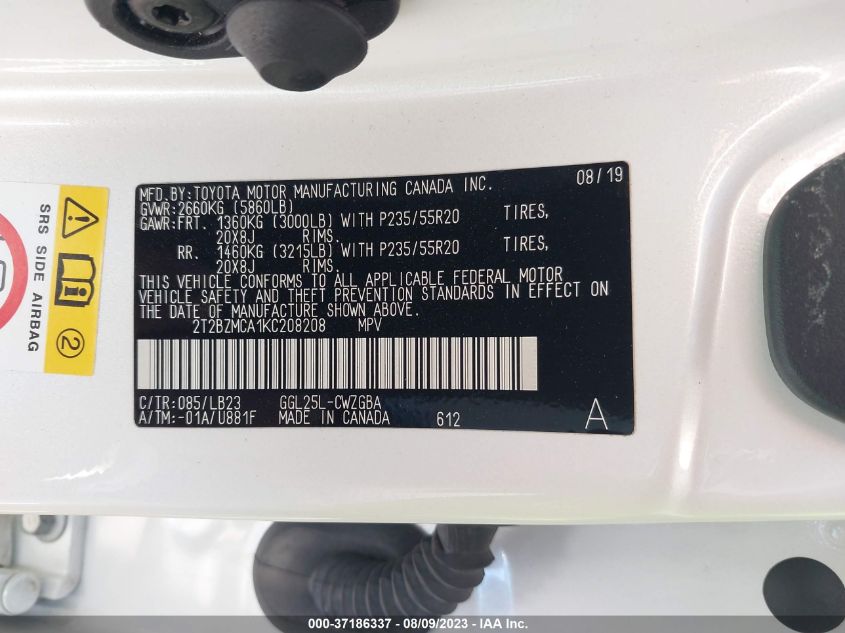 MFD.BY:TOYOTA MOTOR MANUFACTURING CANADA INC. 08/19
GVWR:2660KG (5860LB)
GAWR:FRT. 1360KG (3000LB) WITH P235/55R20 TIRES,
20X8J RIMS.
RR. 1460KG (3215LB) WITH P235/55R20 TIRES,
20X8J RIMS.
THIS VEHICLE CONFORMS TO ALL APPLICABLE FEDERAL MOTOR
VEHICLE SAFETY AND THEFT PREVENTION STANDARDS IN EFFECT ON
THE DATE OF MANUFACTURE SHOWN ABOVE.
2T2BZMCA1KC208208 MPV
C/TR:085/LB23 GGL25L-CWZGBA
A/TM:-01A/U881F MADE IN CANADA 612 A
SRS SIDE AIRBAG
2
000-37186337 - 08/09/2023 - IAA Inc.